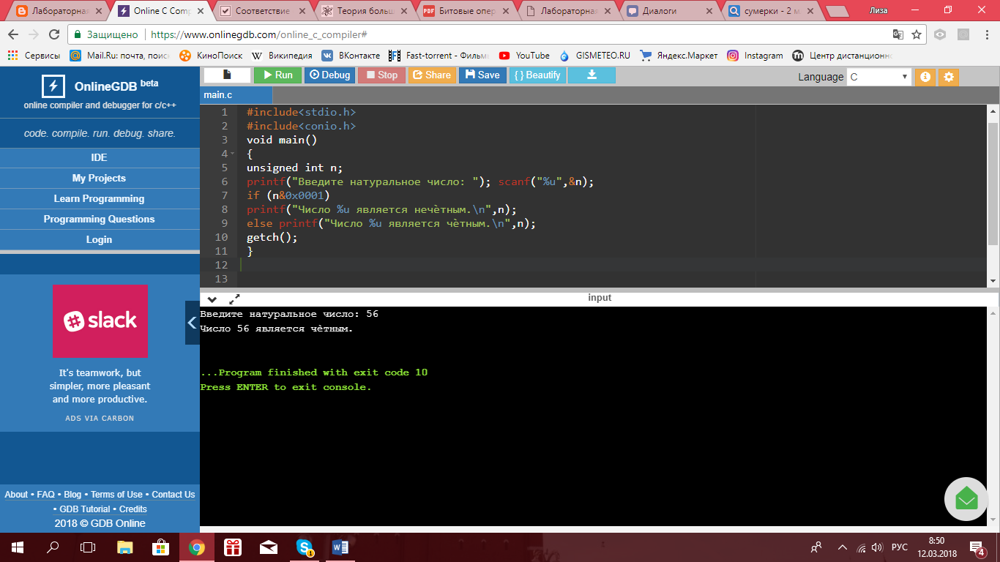 Лабораторная
Online C Comp
Соответствие
Теория больш
Битовые опер
Лабораторная
Диалоги
сумерки - 2 м
Лиза
Защищено
https://www.onlinegdb.com/online_c_compiler#
Сервисы
Mail.Ru: почта, поиск
КиноПоиск
Википедия
ВКонтакте
Fast-torrent - Фильм
YouTube
GISMETEO.RU
Яндекс.Маркет
Instagram
Центр дистанционн
OnlineGDB beta
online compiler and debugger for c/c++
code. compile. run. debug. share.
IDE
My Projects
Learn Programming
Programming Questions
Login
slack
It's teamwork, but
simpler, more pleasant
and more productive.
ADS VIA CARBON
About • FAQ • Blog • Terms of Use • Contact Us
• GDB Tutorial • Credits
2018 © GDB Online
Run
Debug
Stop
Share
Save
{ } Beautify
Language
C
main.c
1 #include<stdio.h>
2 #include<conio.h>
3 void main()
4 {
5 unsigned int n;
6 printf("Введите натуральное число: "); scanf("%u",&n);
7 if (n&0x0001)
8 printf("Число %u является нечѐтным.\n",n);
9 else printf("Число %u является чѐтным.\n",n);
10 getch();
11 }
12
13
input
Введите натуральное число: 56
Число 56 является чѐтным.
...Program finished with exit code 10
Press ENTER to exit console.
РУС
8:50
12.03.2018
4